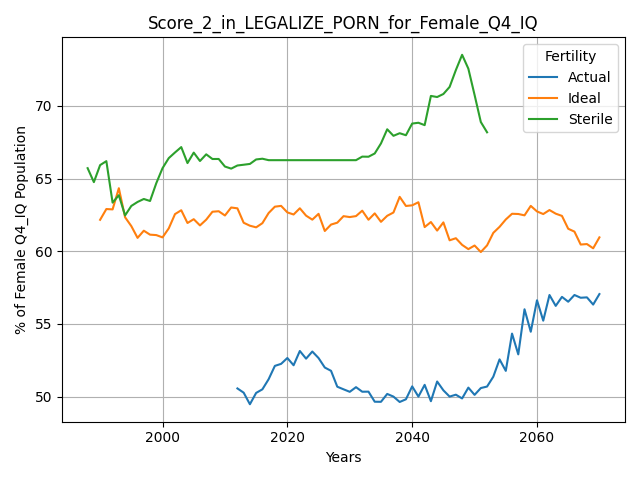 Score_2_in_LEGALIZE_PORN_for_Female_Q4_IQ
Fertility
Actual
Ideal
Sterile
% of Female Q4_IQ Population
70
65
60
55
50
2000 2020 2040 2060
Years